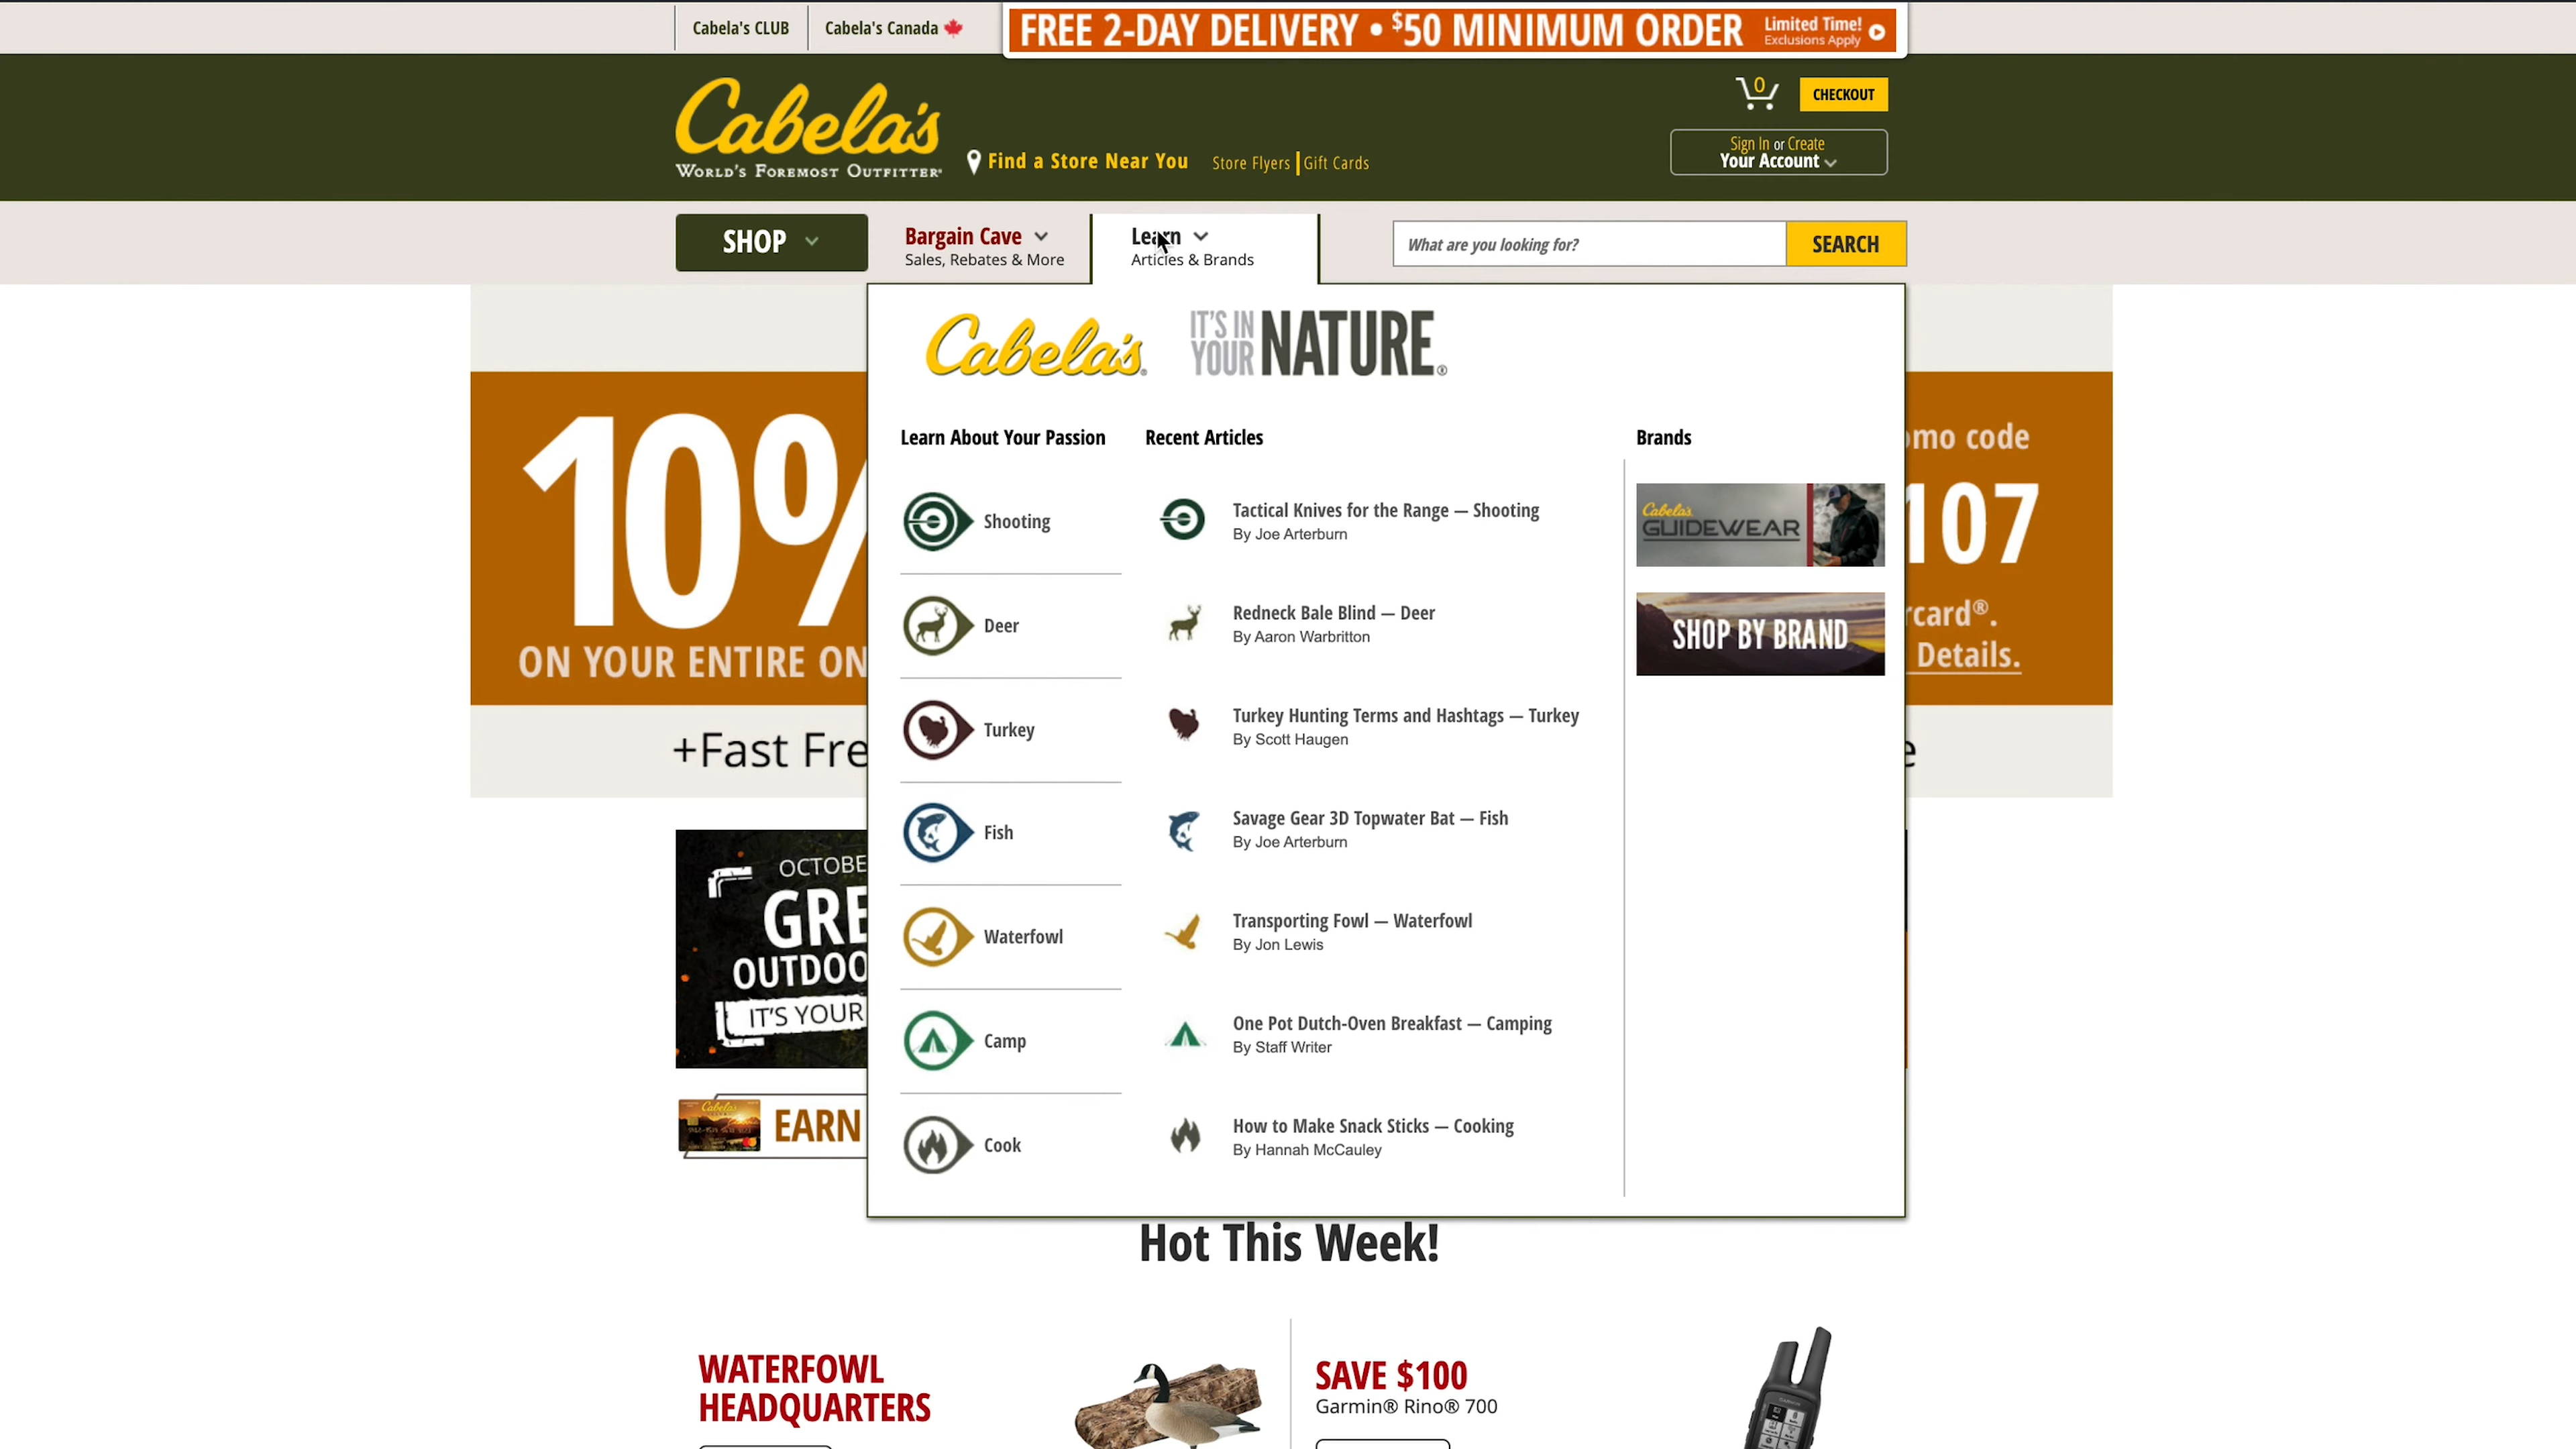 Cabela's CLUB
Cabela's Canada
FREE 2-DAY DELIVERY • $50 MINIMUM ORDER
Limited Time!
Exclusions Apply
Cabela's
WORLD'S FOREMOST OUTFITTER®
Find a Store Near You
Store Flyers | Gift Cards
0
CHECKOUT
Sign In or Create
Your Account
SHOP
Bargain Cave
Sales, Rebates & More
Learn
Articles & Brands
What are you looking for?
SEARCH
Cabela's®
IT'S IN
YOUR NATURE®
Learn About Your Passion
Shooting
Deer
Turkey
Fish
Waterfowl
Camp
Cook
Recent Articles
Tactical Knives for the Range — Shooting
By Joe Arterburn
Redneck Bale Blind — Deer
By Aaron Warbritton
Turkey Hunting Terms and Hashtags — Turkey
By Scott Haugen
Savage Gear 3D Topwater Bat — Fish
By Joe Arterburn
Transporting Fowl — Waterfowl
By Jon Lewis
One Pot Dutch-Oven Breakfast — Camping
By Staff Writer
How to Make Snack Sticks — Cooking
By Hannah McCauley
Brands
Cabela's
GUIDEWEAR
SHOP BY BRAND
10%
ON YOUR ENTIRE ON
omo code
107
rcard®.
Details.
+Fast Fre
e
OCTOBE
GRE
OUTDOO
IT'S YOUR
Cabela's
EARN
Hot This Week!
WATERFOWL
HEADQUARTERS
SAVE $100
Garmin® Rino® 700